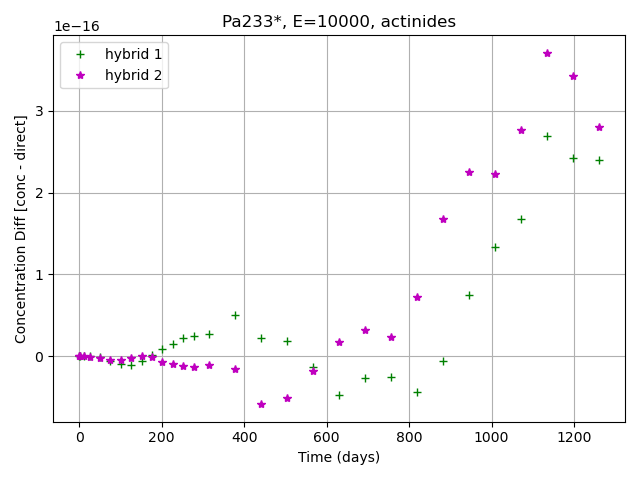 Pa233*, E=10000, actinides
1e−16
hybrid 1
hybrid 2
Concentration Diff [conc - direct]
3
2
1
0
0 200 400 600 800 1000 1200
Time (days)